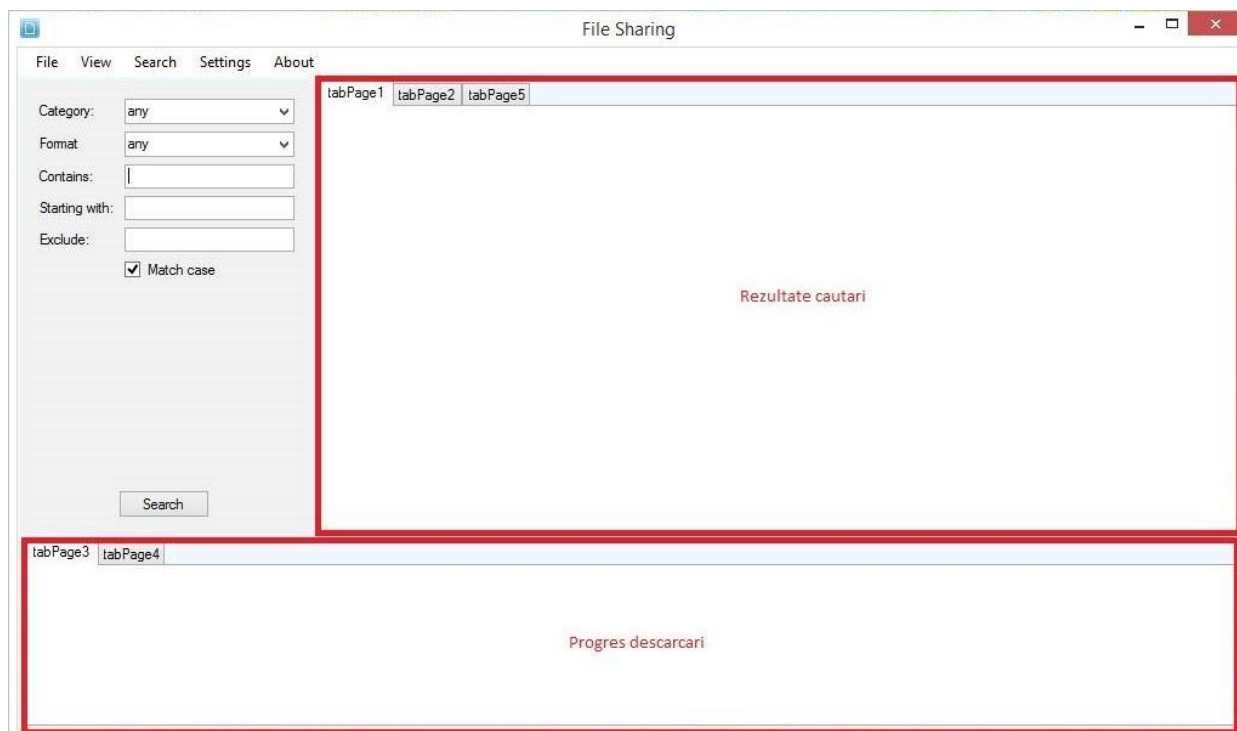 File Sharing
File View Search Settings About
Category: any
Format any
Contains:
Starting with:
Exclude:
Match case
Search
tabPage1 tabPage2 tabPage5
Rezultate cautari
tabPage3 tabPage4
Progres descarcari